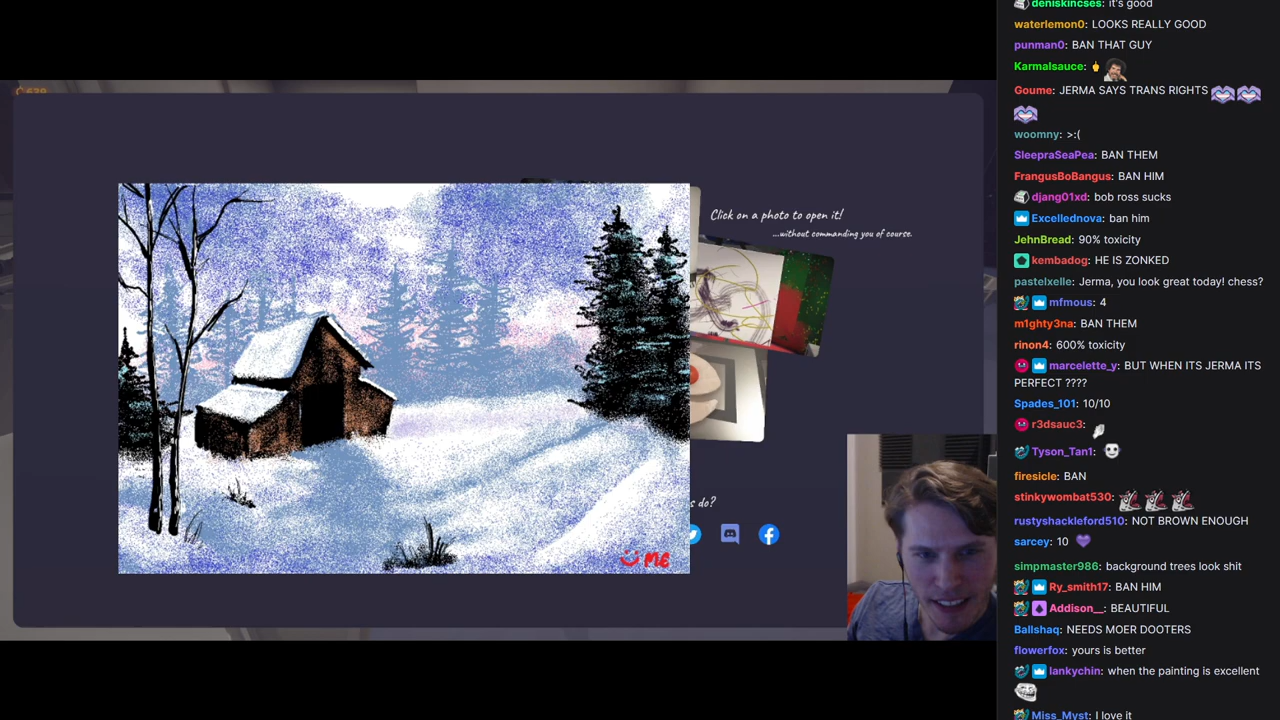 639
Click on a photo to open it!
...without commanding you of course.
s do?
ME
deniskincses: it's good
waterlemon0: LOOKS REALLY GOOD
punman0: BAN THAT GUY
Karmalsauce:
Goume: JERMA SAYS TRANS RIGHTS
woomny: >:(
SleepraSeaPea: BAN THEM
FrangusBoBangus: BAN HIM
djang01xd: bob ross sucks
Excellednova: ban him
JehnBread: 90% toxicity
kembadog: HE IS ZONKED
pastelxelle: Jerma, you look great today! chess?
mfmous: 4
m1ghty3na: BAN THEM
rinon4: 600% toxicity
marcelette_y: BUT WHEN ITS JERMA ITS
PERFECT ????
Spades_101: 10/10
r3dsauc3:
Tyson_Tan1:
firesicle: BAN
stinkywombat530:
rustyshackleford510: NOT BROWN ENOUGH
sarcey: 10
simpmaster986: background trees look shit
Ry_smith17: BAN HIM
Addison__: BEAUTIFUL
Ballshaq: NEEDS MOER DOOTERS
flowerfox: yours is better
lankychin: when the painting is excellent
Miss_Myst: I love it